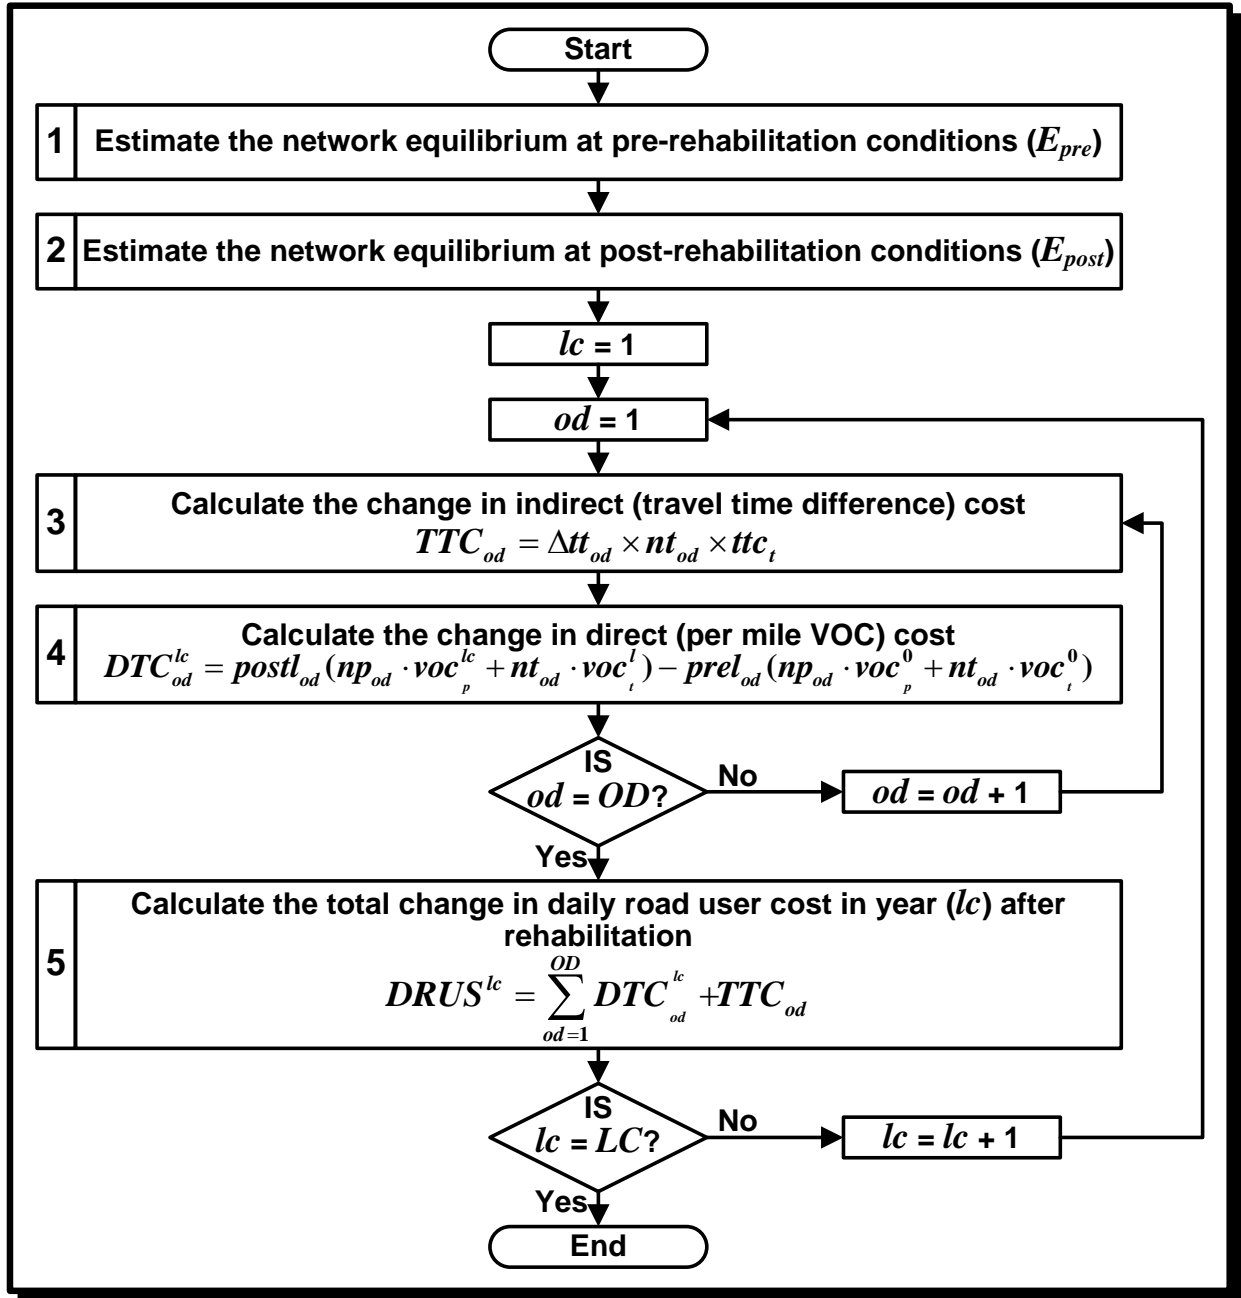 Start
1 Estimate the network equilibrium at pre-rehabilitation conditions (E_pre)
2 Estimate the network equilibrium at post-rehabilitation conditions (E_post)
lc = 1
od = 1
3
Calculate the change in indirect (travel time difference) cost
TTC_od = Δtt_od × nt_od × ttc_t
4
Calculate the change in direct (per mile VOC) cost
DTC_od^lc = postl_od (np_od · voc_p^lc + nt_od · voc_t^l) − prel_od (np_od · voc_p^0 + nt_od · voc_t^0)
IS
od = OD?
No
od = od + 1
Yes
5
Calculate the total change in daily road user cost in year (lc) after
rehabilitation
DRUS^lc = ∑_{od=1}^{OD} DTC_od^lc + TTC_od
IS
lc = LC?
No
lc = lc + 1
Yes
End